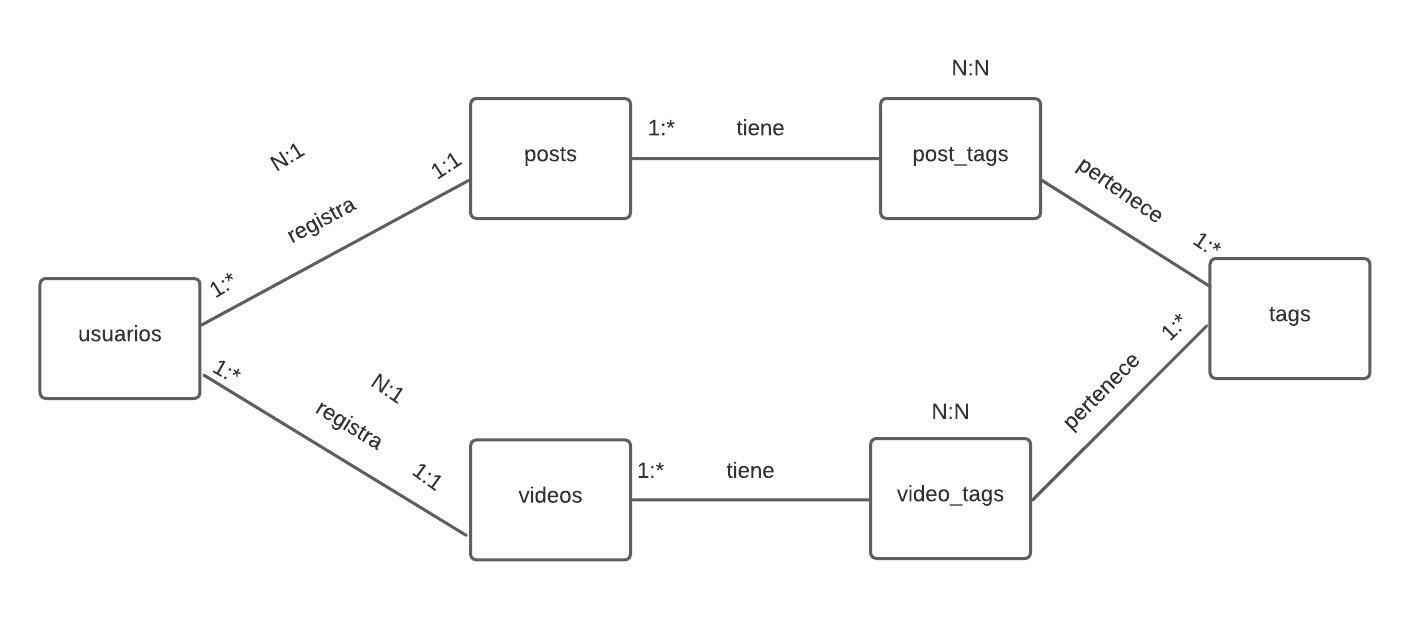 N:N
1:*
tiene
posts
post_tags
N:1
1:1
pertenece
registra
1:*
1:*
usuarios
tags
1:*
1:*
N:1
registra
pertenece
N:N
1:1
1:*
tiene
videos
video_tags